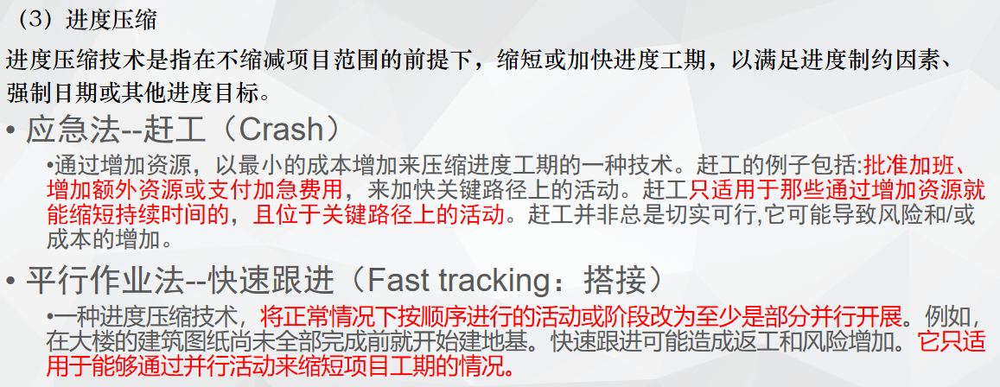 （3）进度压缩
进度压缩技术是指在不缩减项目范围的前提下，缩短或加快进度工期，以满足进度制约因素、
强制日期或其他进度目标。
• 应急法--赶工（Crash）
•通过增加资源，以最小的成本增加来压缩进度工期的一种技术。赶工的例子包括:批准加班、
增加额外资源或支付加急费用，来加快关键路径上的活动。赶工只适用于那些通过增加资源就
能缩短持续时间的，且位于关键路径上的活动。赶工并非总是切实可行,它可能导致风险和/或
成本的增加。
• 平行作业法--快速跟进（Fast tracking：搭接）
•一种进度压缩技术，将正常情况下按顺序进行的活动或阶段改为至少是部分并行开展。例如，
在大楼的建筑图纸尚未全部完成前就开始建地基。快速跟进可能造成返工和风险增加。它只适
用于能够通过并行活动来缩短项目工期的情况。